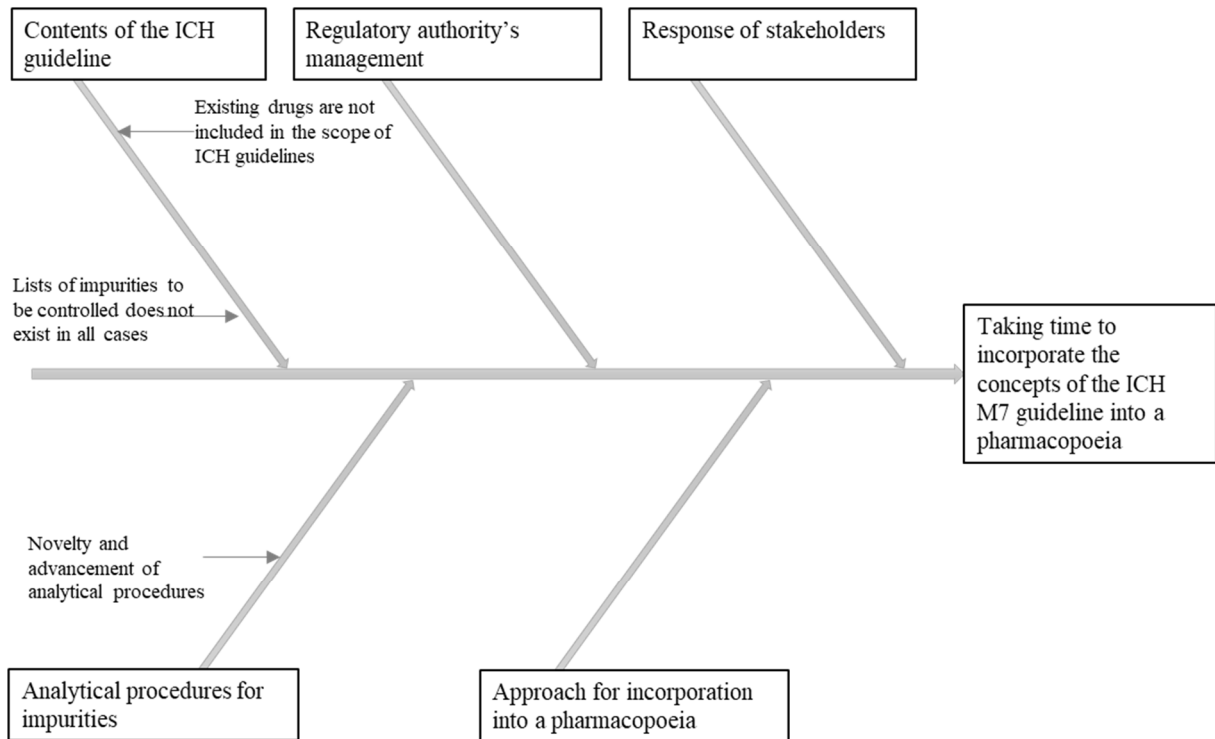 Contents of the ICH
guideline
Regulatory authority's
management
Response of stakeholders
Existing drugs are not
included in the scope of
ICH guidelines
Lists of impurities to
be controlled does not
exist in all cases
Taking time to
incorporate the
concepts of the ICH
M7 guideline into a
pharmacopoeia
Novelty and
advancement of
analytical procedures
Analytical procedures for
impurities
Approach for incorporation
into a pharmacopoeia